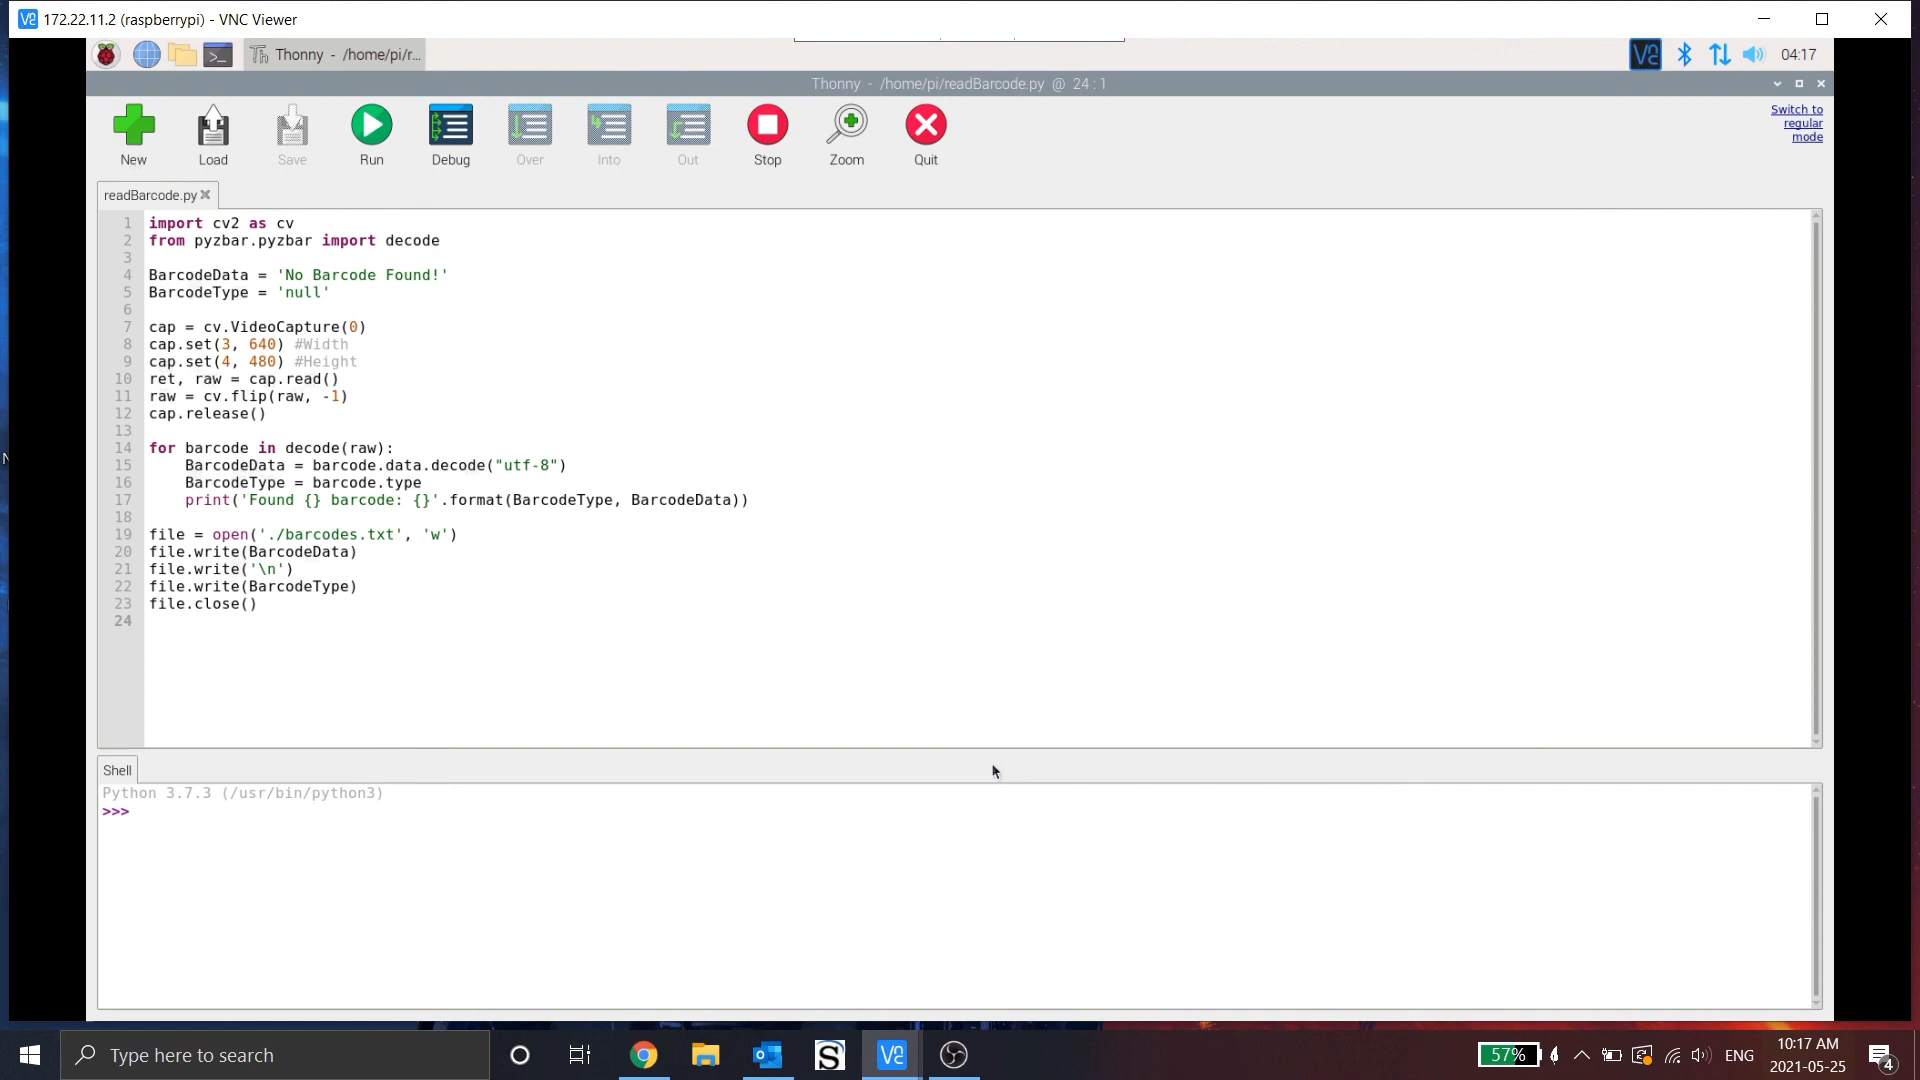 172.22.11.2 (raspberrypi) - VNC Viewer
Thonny - /home/pi/r...
04:17
Thonny - /home/pi/readBarcode.py @ 24 : 1
New
Load
Save
Run
Debug
Over
Into
Out
Stop
Zoom
Quit
Switch to
regular
mode
readBarcode.py
1 import cv2 as cv
2 from pyzbar.pyzbar import decode
3
4 BarcodeData = 'No Barcode Found!'
5 BarcodeType = 'null'
6
7 cap = cv.VideoCapture(0)
8 cap.set(3, 640) #Width
9 cap.set(4, 480) #Height
10 ret, raw = cap.read()
11 raw = cv.flip(raw, -1)
12 cap.release()
13
14 for barcode in decode(raw):
15     BarcodeData = barcode.data.decode("utf-8")
16     BarcodeType = barcode.type
17     print('Found {} barcode: {}'.format(BarcodeType, BarcodeData))
18
19 file = open('./barcodes.txt', 'w')
20 file.write(BarcodeData)
21 file.write('\n')
22 file.write(BarcodeType)
23 file.close()
24
Shell
Python 3.7.3 (/usr/bin/python3)
>>>
Type here to search
57%
ENG
10:17 AM
2021-05-25
4